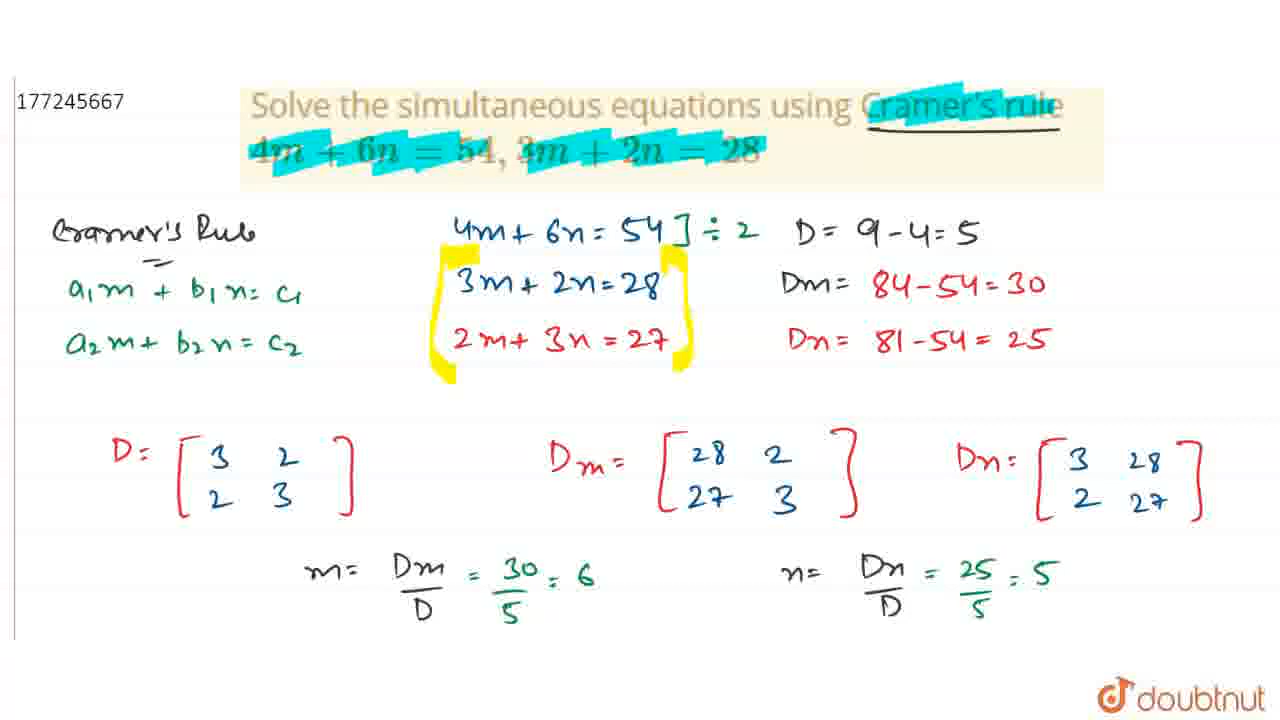 177245667
Solve the simultaneous equations using Cramer's rule
4m + 6n = 54, 3m + 2n = 28
Cramer's Rule
a₁m + b₁n = c₁
a₂m + b₂n = c₂
4m + 6n = 54] ÷ 2
3m + 2n = 28
2m + 3n = 27
D = 9 - 4 = 5
Dm = 84 - 54 = 30
Dn = 81 - 54 = 25
D = [ 3 2
2 3 ]
Dm = [ 28 2
27 3 ]
Dn = [ 3 28
2 27 ]
m = Dm/D = 30/5 = 6
n = Dn/D = 25/5 = 5
doubtnut